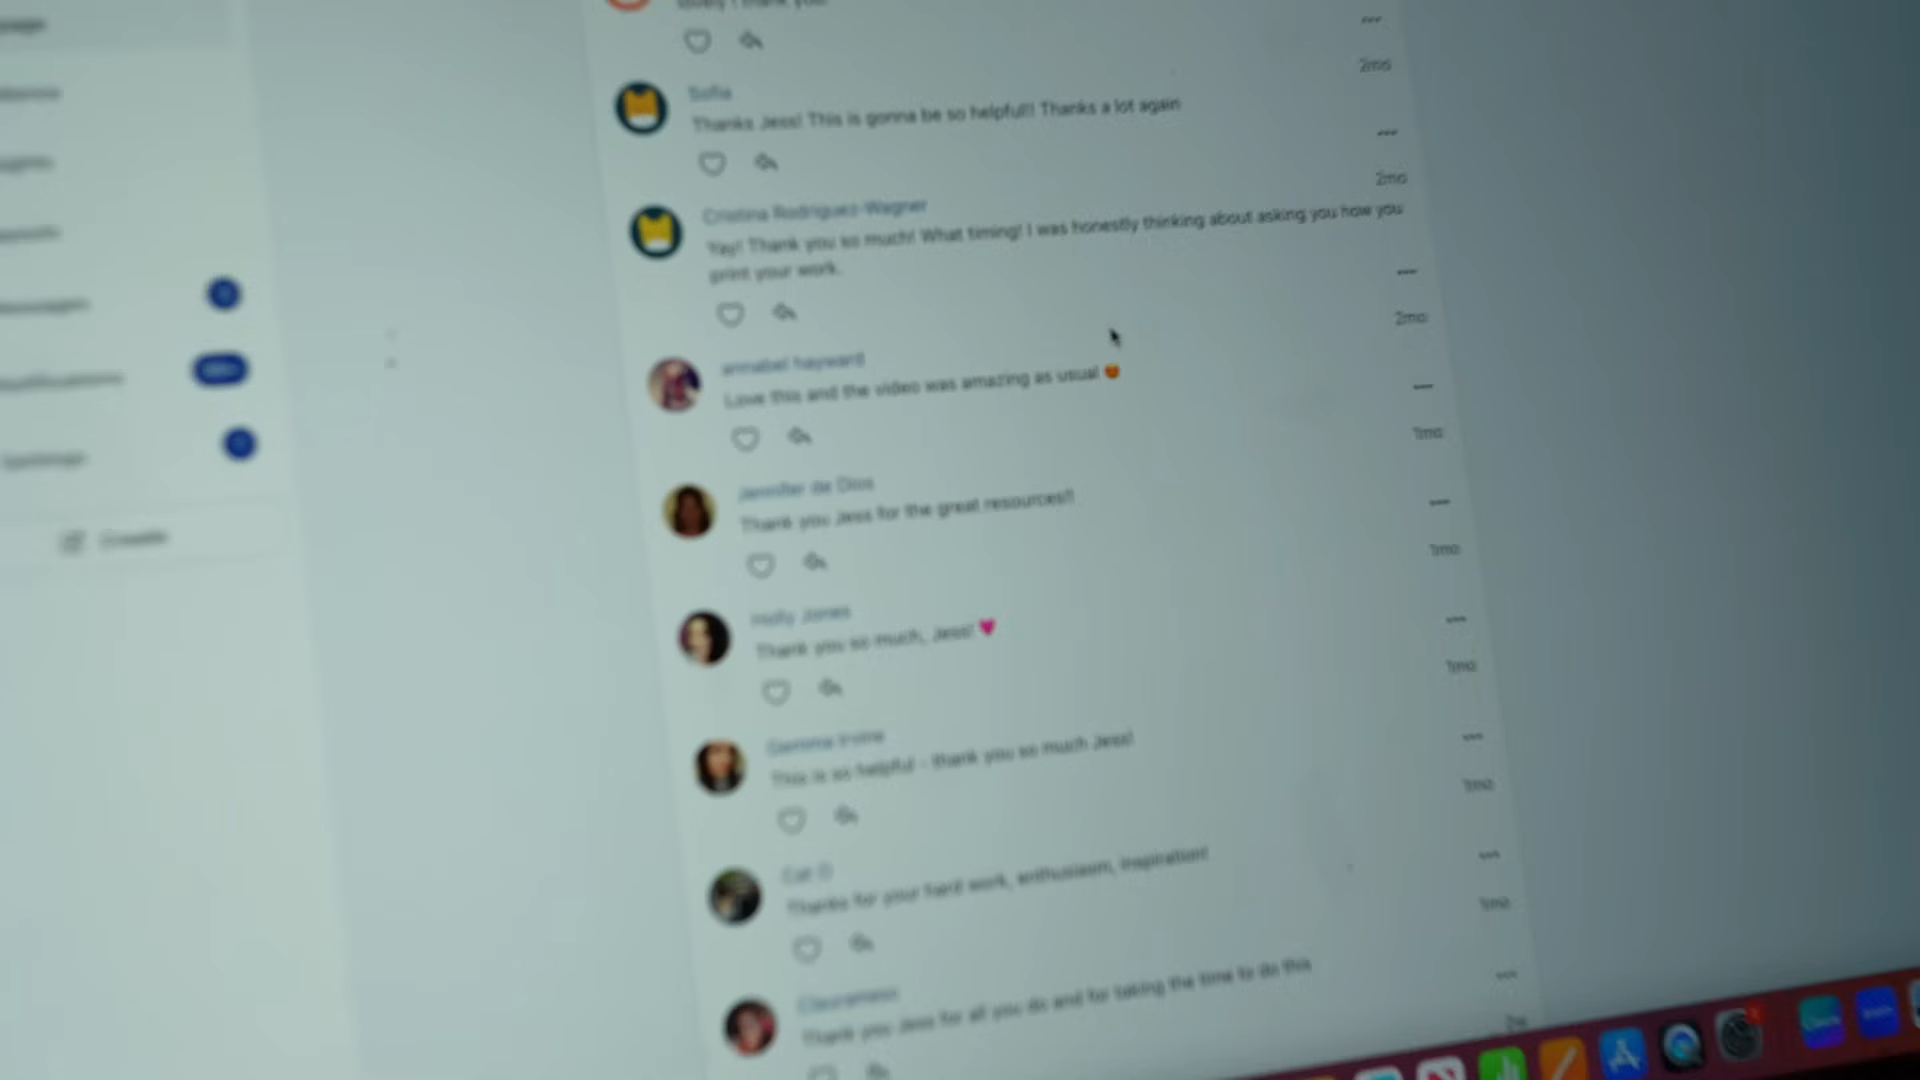 lovely ! thank you!
2mo
Sofia
Thanks Jess! This is gonna be so helpful!! Thanks a lot again
2mo
Cristina Rodriguez-Wagner
Yay! Thank you so much! What timing! I was honestly thinking about asking you how you
print your work.
2mo
annabel hayward
Love this and the video was amazing as usual 😍
1mo
Jennifer de Dios
Thank you Jess for the great resources!!
1mo
Holly Jones
Thank you so much, Jess! ♥
1mo
Gemma Irvine
This is so helpful - thank you so much Jess!
1mo
Cat D
Thanks for your hard work, enthusiasm, inspiration!
1mo
Thank you Jess for all you do and for taking the time to do this
Create